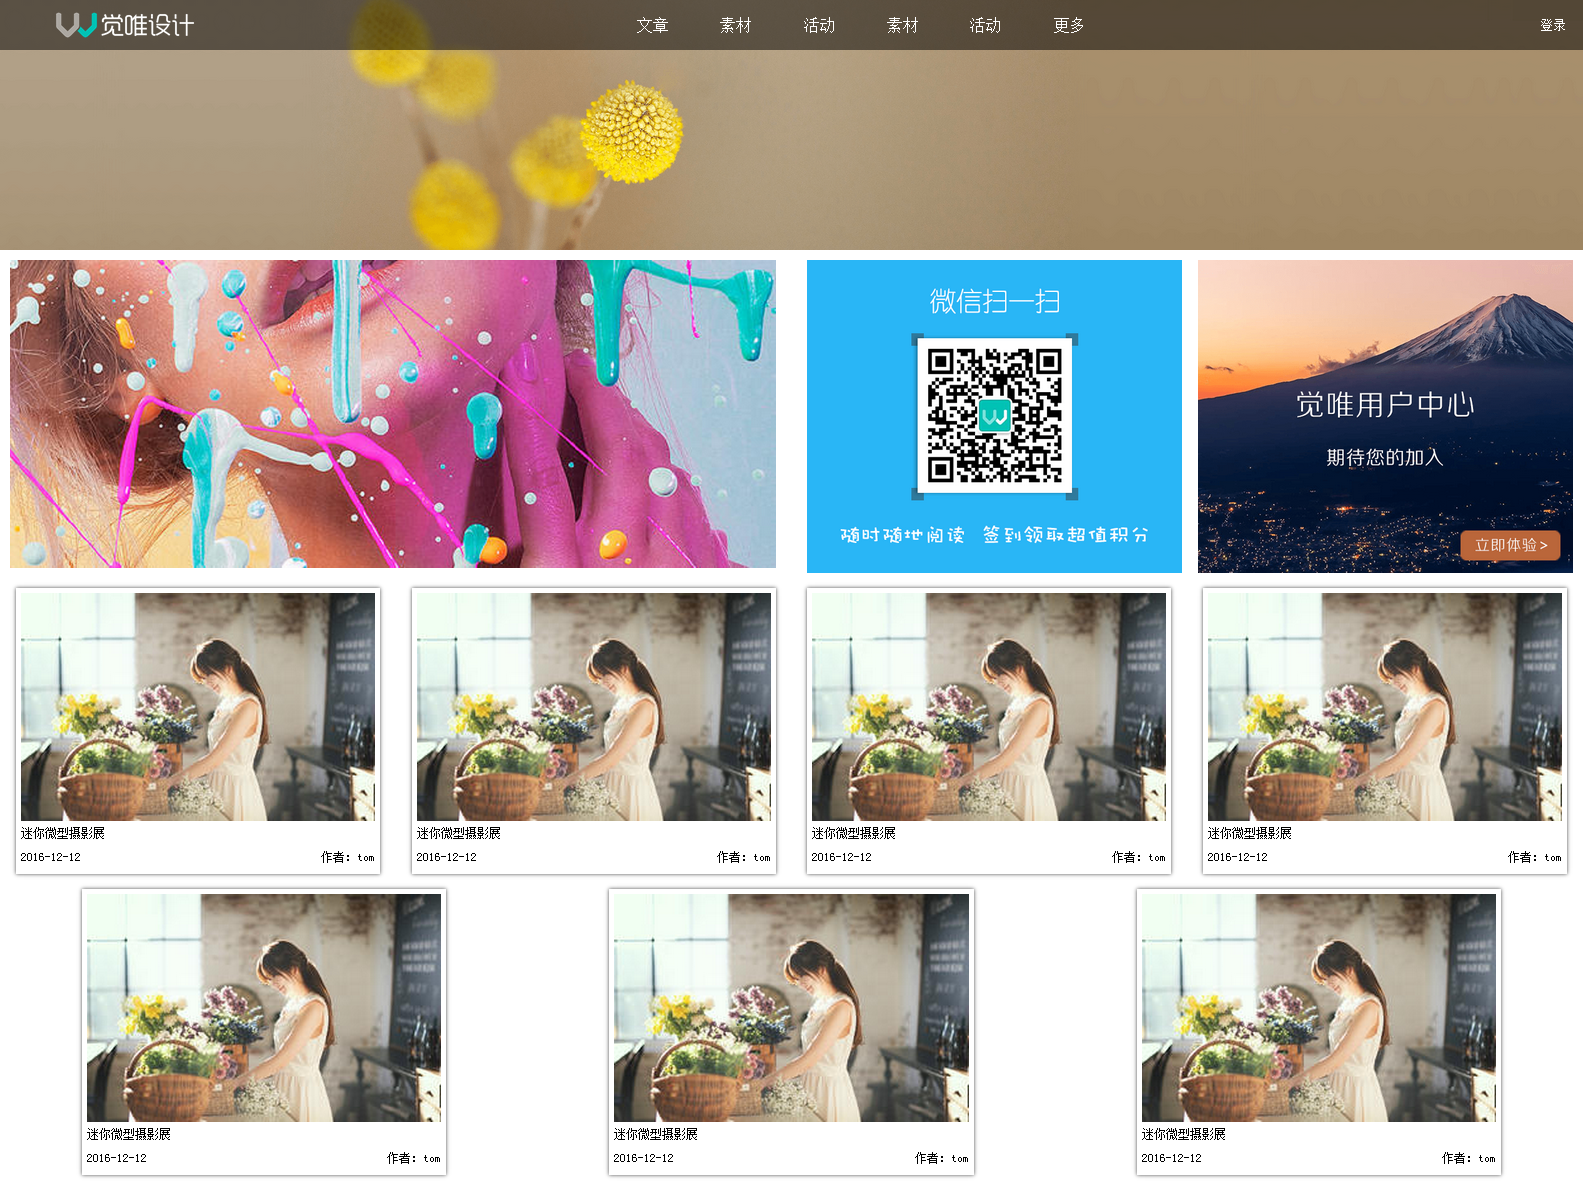 觉唯设计 文章 素材 活动 素材 活动 更多 登录
微信扫一扫
随时随地阅读 签到领取超值积分
觉唯用户中心
期待您的加入
立即体验>
迷你微型摄影展
2016-12-12 作者：tom
迷你微型摄影展
2016-12-12 作者：tom
迷你微型摄影展
2016-12-12 作者：tom
迷你微型摄影展
2016-12-12 作者：tom
迷你微型摄影展
2016-12-12 作者：tom
迷你微型摄影展
2016-12-12 作者：tom
迷你微型摄影展
2016-12-12 作者：tom